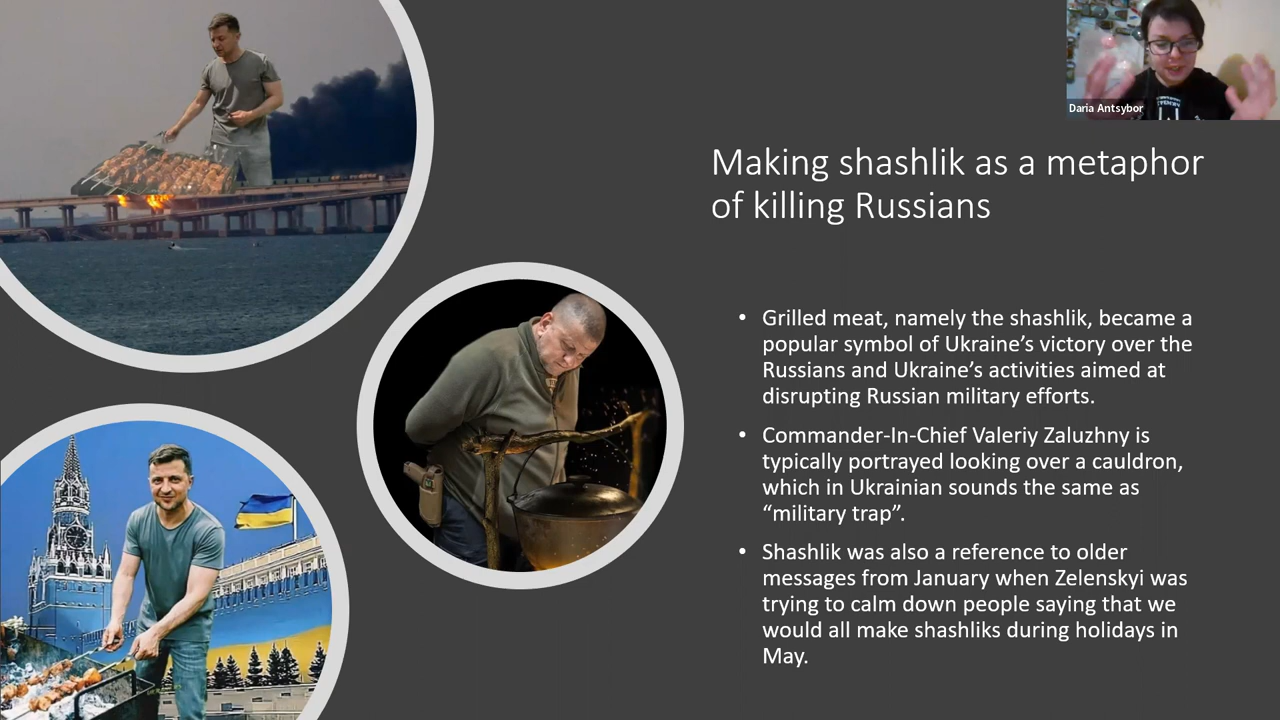 Daria Antsybor
Making shashlik as a metaphor
of killing Russians
• Grilled meat, namely the shashlik, became a
popular symbol of Ukraine’s victory over the
Russians and Ukraine’s activities aimed at
disrupting Russian military efforts.
• Commander-In-Chief Valeriy Zaluzhny is
typically portrayed looking over a cauldron,
which in Ukrainian sounds the same as
“military trap”.
• Shashlik was also a reference to older
messages from January when Zelenskyi was
trying to calm down people saying that we
would all make shashliks during holidays in
May.